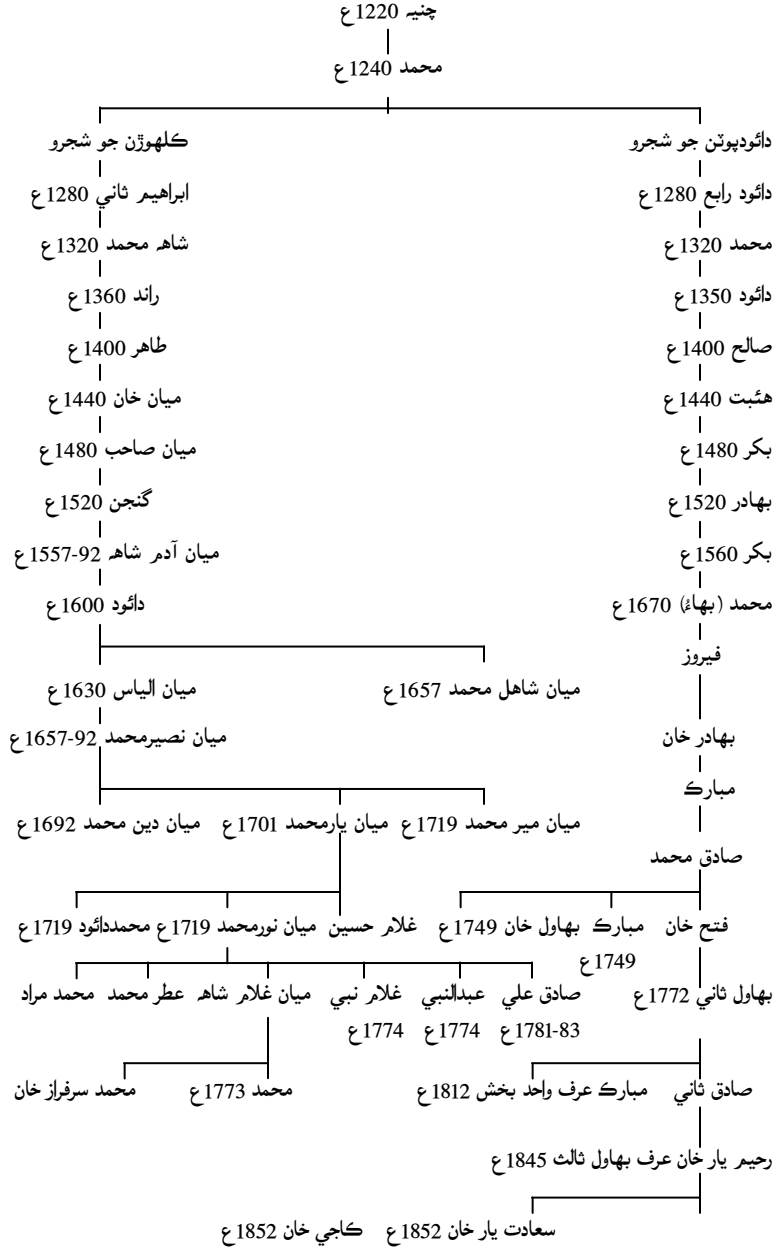 چنيہ 1220ع
محمد 1240ع
دائودپوٽن جو شجرو
ڪلهوڙن جو شجرو
دائود رابع 1280ع
ابراهيم ثاني 1280ع
محمد 1320ع
شاهہ محمد 1320ع
دائود 1350ع
راند 1360ع
صالح 1400ع
طاهر 1400ع
هئبت 1440ع
ميان خان 1440ع
بکر 1480ع
ميان صاحب 1480ع
بهادر 1520ع
گنجن 1520ع
بکر 1560ع
ميان آدم شاهہ 92-1557ع
محمد (بهاءُ) 1670ع
دائود 1600ع
فيروز
ميان شاهل محمد 1657ع
ميان الياس 1630ع
بهادر خان
ميان نصيرمحمد 92-1657ع
مبارڪ
ميان مير محمد 1719ع
ميان يارمحمد 1701ع
ميان دين محمد 1692ع
صادق محمد
فتح خان
مبارڪ 1749ع
بهاول خان 1749ع
غلام حسين
ميان نورمحمد 1719ع
محمددائود 1719ع
بهاول ثاني 1772ع
صادق علي 83-1781ع
عبدالنبي 1774ع
غلام نبي 1774ع
ميان غلام شاهہ
عطر محمد
محمد مراد
صادق ثاني
مبارڪ عرف واحد بخش 1812ع
محمد 1773ع
محمد سرفراز خان
رحيم يار خان عرف بهاول ثالث 1845ع
سعادت يار خان 1852ع
ڪاجي خان 1852ع